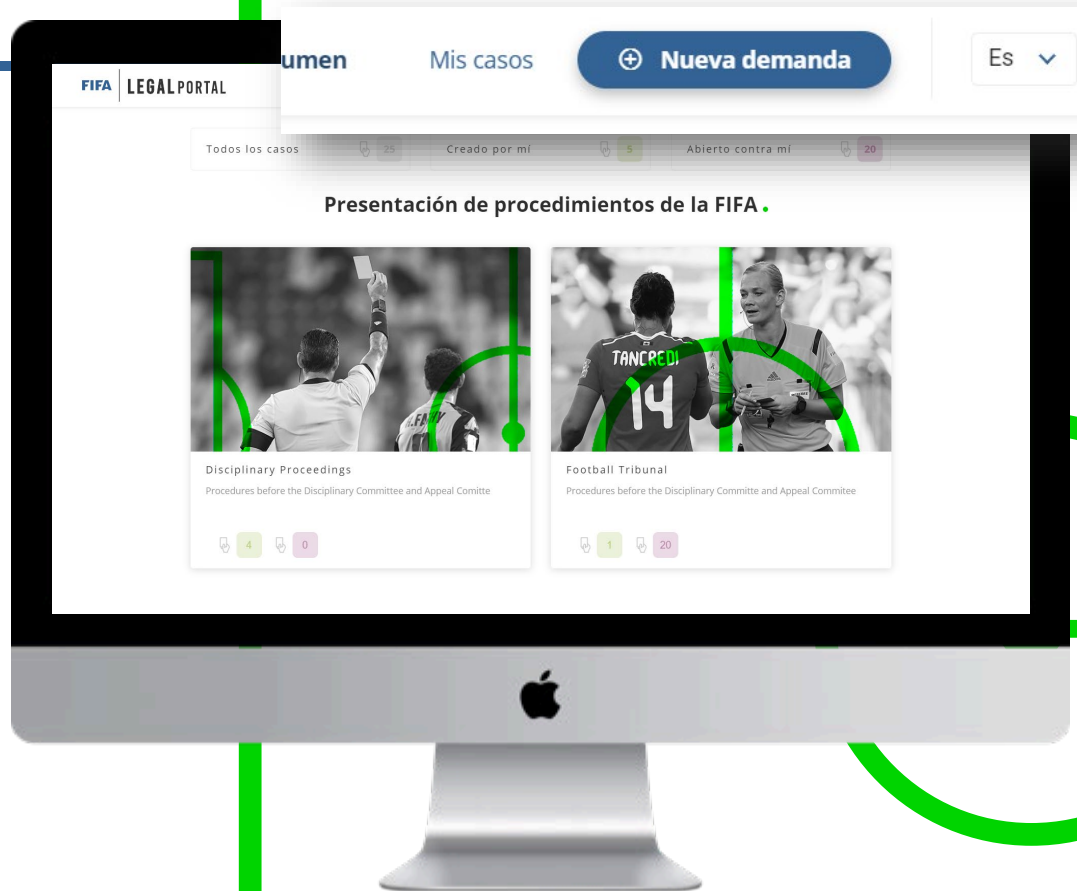 umen Mis casos Nueva demanda Es
FIFA LEGAL PORTAL
Todos los casos 25 Creado por mí 5 Abierto contra mí 20
Presentación de procedimientos de la FIFA.
TANCREDI
14
Disciplinary Proceedings
Procedures before the Disciplinary Committee and Appeal Comitte
4 0
Football Tribunal
Procedures before the Disciplinary Committe and Appeal Commitee
1 20